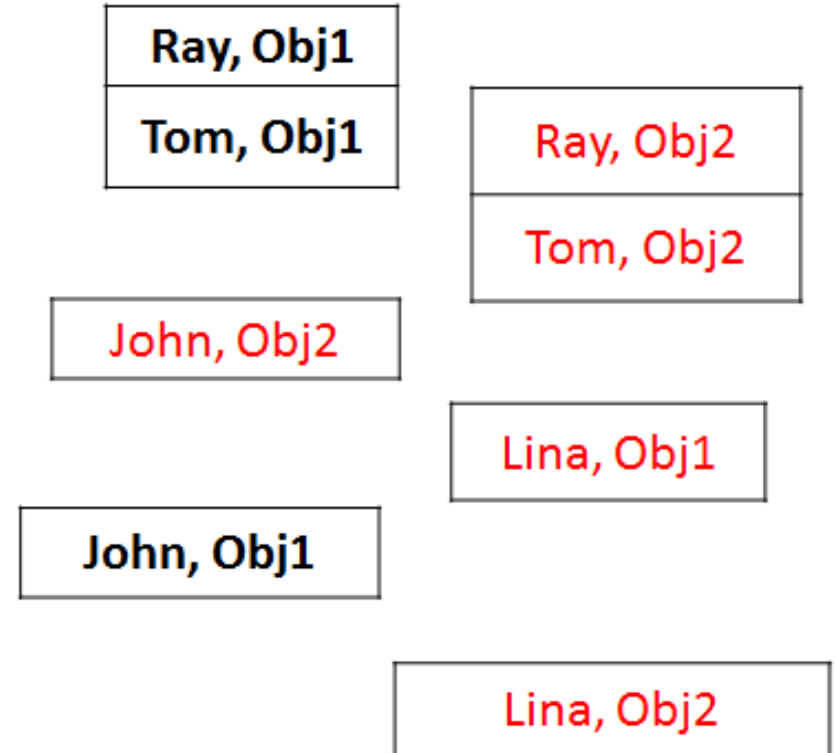 Ray, Obj1
Tom, Obj1
Ray, Obj2
Tom, Obj2
John, Obj2
Lina, Obj1
John, Obj1
Lina, Obj2